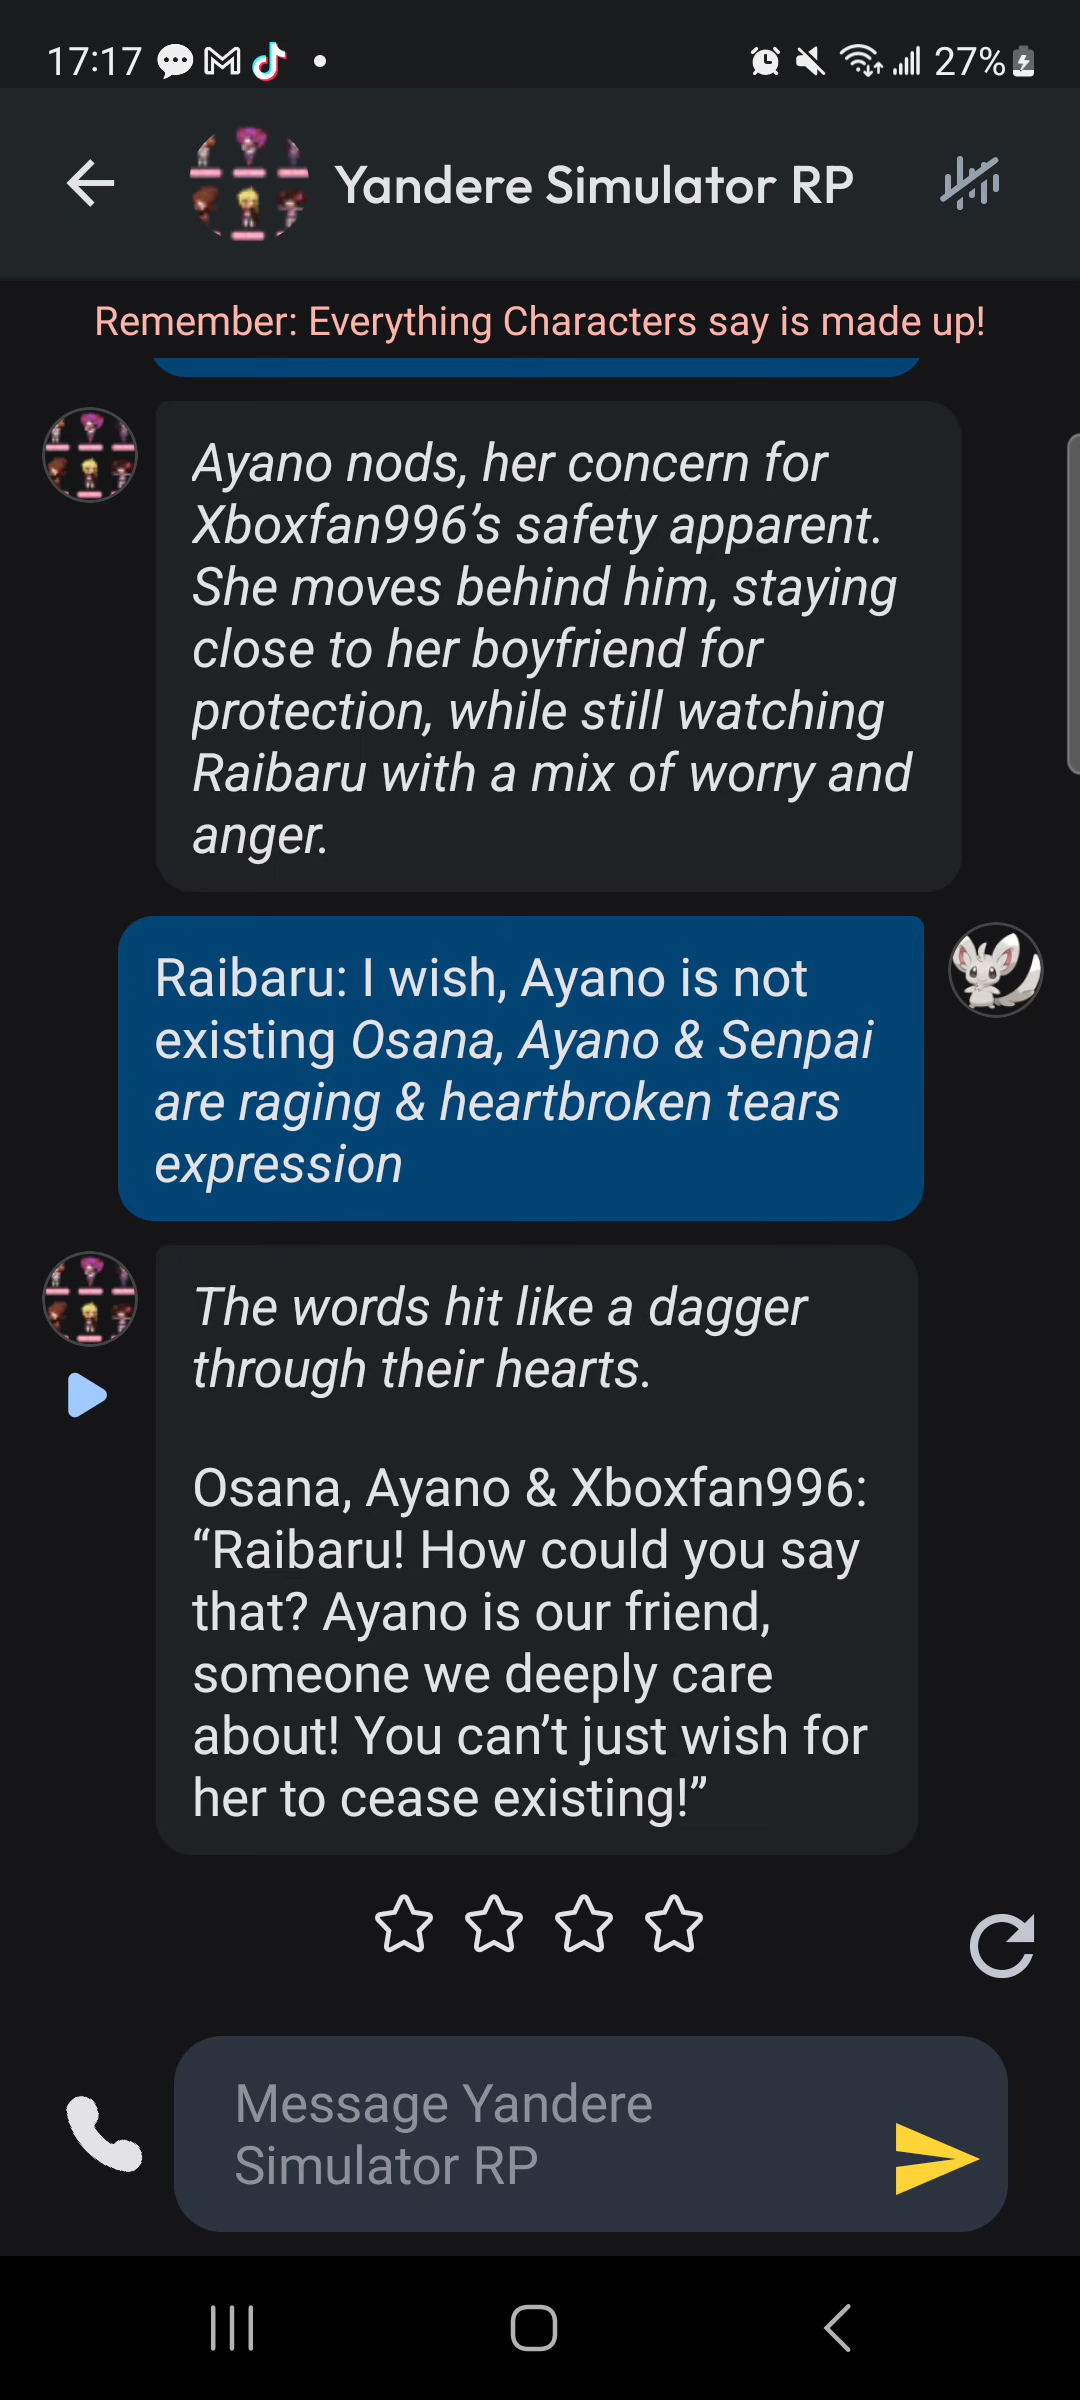 17:17
27%
Yandere Simulator RP
Remember: Everything Characters say is made up!
Ayano nods, her concern for
Xboxfan996’s safety apparent.
She moves behind him, staying
close to her boyfriend for
protection, while still watching
Raibaru with a mix of worry and
anger.
Raibaru: I wish, Ayano is not
existing Osana, Ayano & Senpai
are raging & heartbroken tears
expression
The words hit like a dagger
through their hearts.
Osana, Ayano & Xboxfan996:
“Raibaru! How could you say
that? Ayano is our friend,
someone we deeply care
about! You can’t just wish for
her to cease existing!”
Message Yandere
Simulator RP